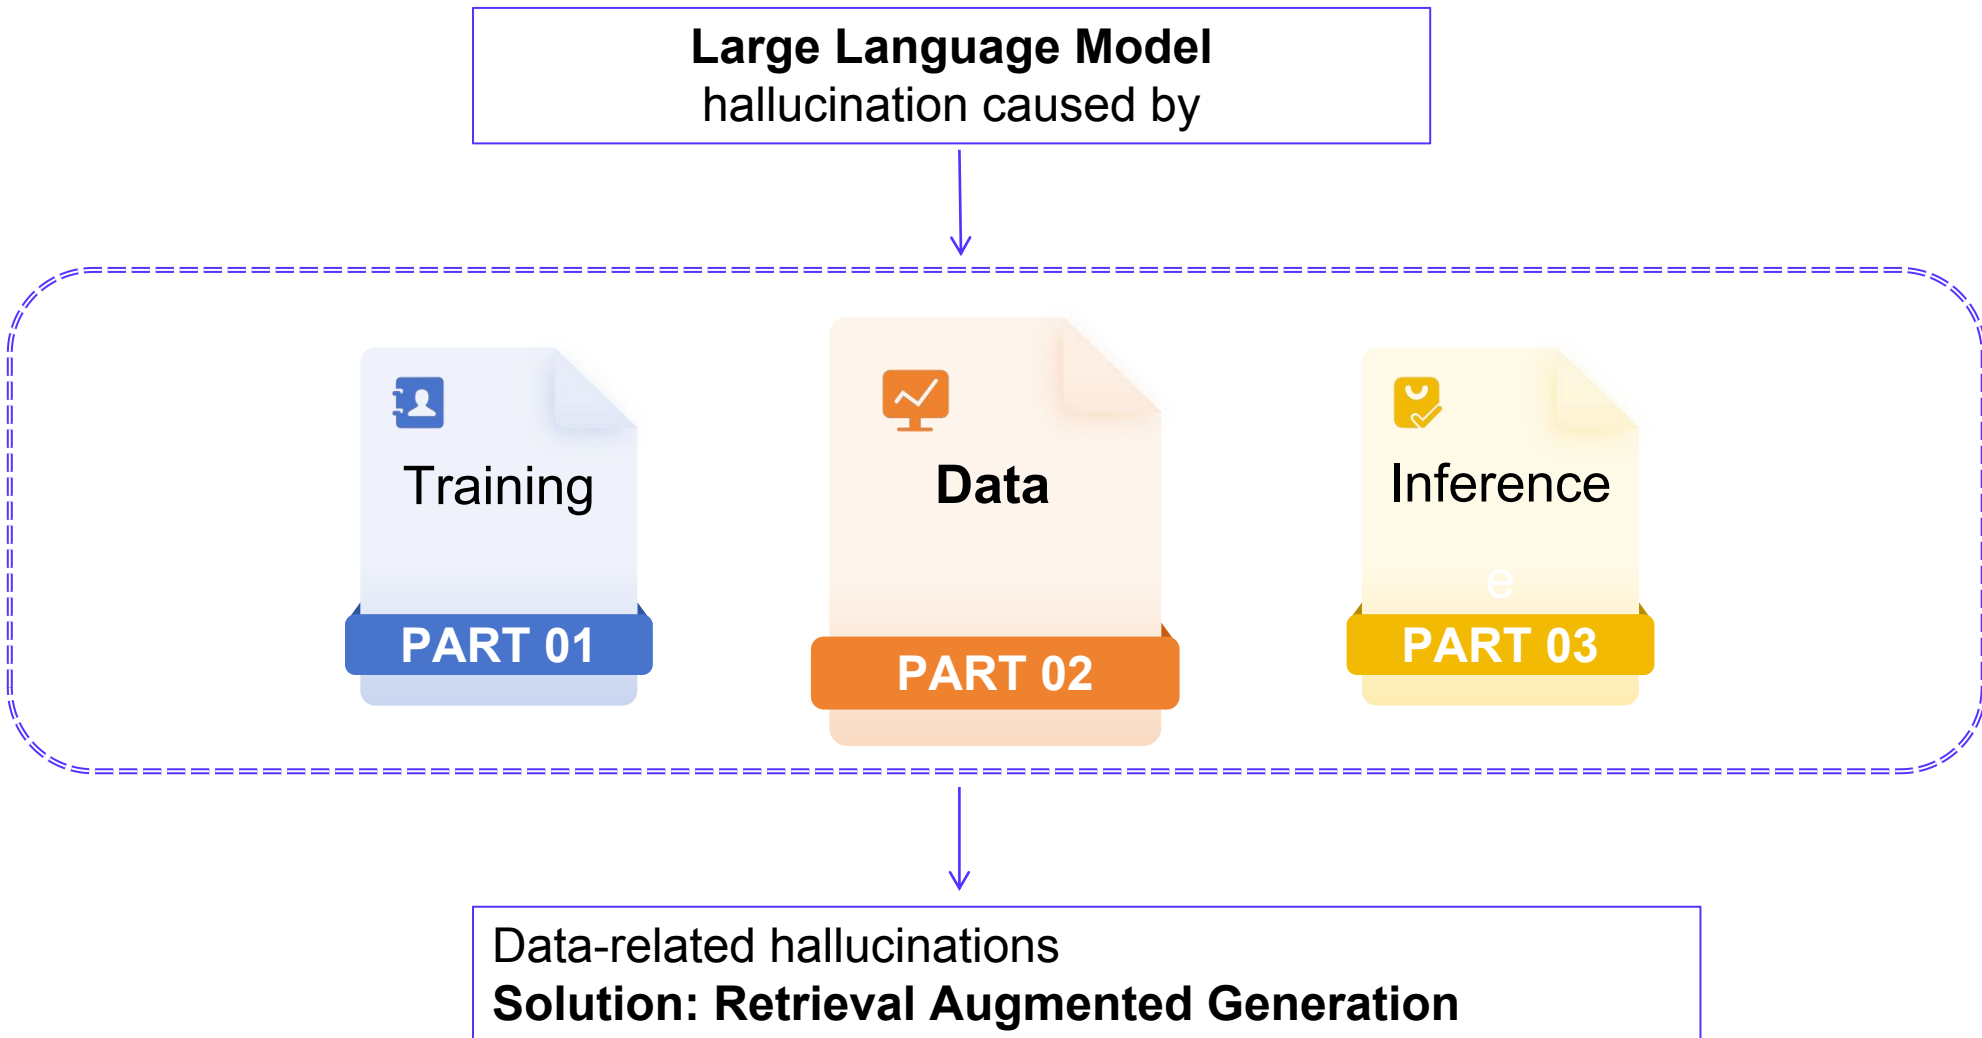 Large Language Model
hallucination caused by
Training
Data
Inference
e
PART 01
PART 02
PART 03
Data-related hallucinations
Solution: Retrieval Augmented Generation